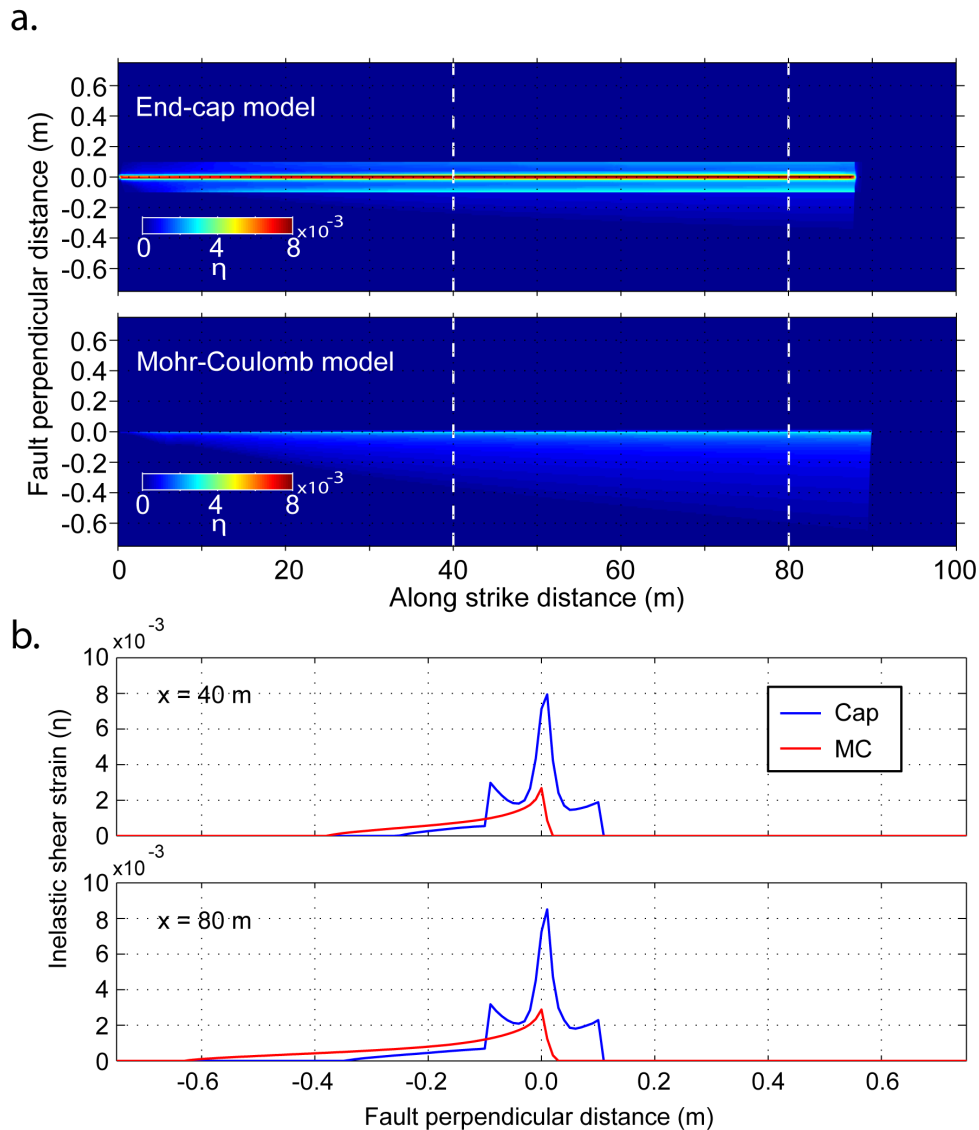 a.
End-cap model
0.6
0.4
0.2
0.0
-0.2
-0.4
-0.6
×10⁻³
0 4 8
η
Fault perpendicular distance (m)
Mohr-Coulomb model
0.6
0.4
0.2
0.0
-0.2
-0.4
-0.6
×10⁻³
0 4 8
η
0 20 40 60 80 100
Along strike distance (m)
b.
×10⁻³
10
8
6
4
2
0
x = 40 m
Cap
MC
Inelastic shear strain (η)
×10⁻³
10
8
6
4
2
0
x = 80 m
-0.6 -0.4 -0.2 0.0 0.2 0.4 0.6
Fault perpendicular distance (m)